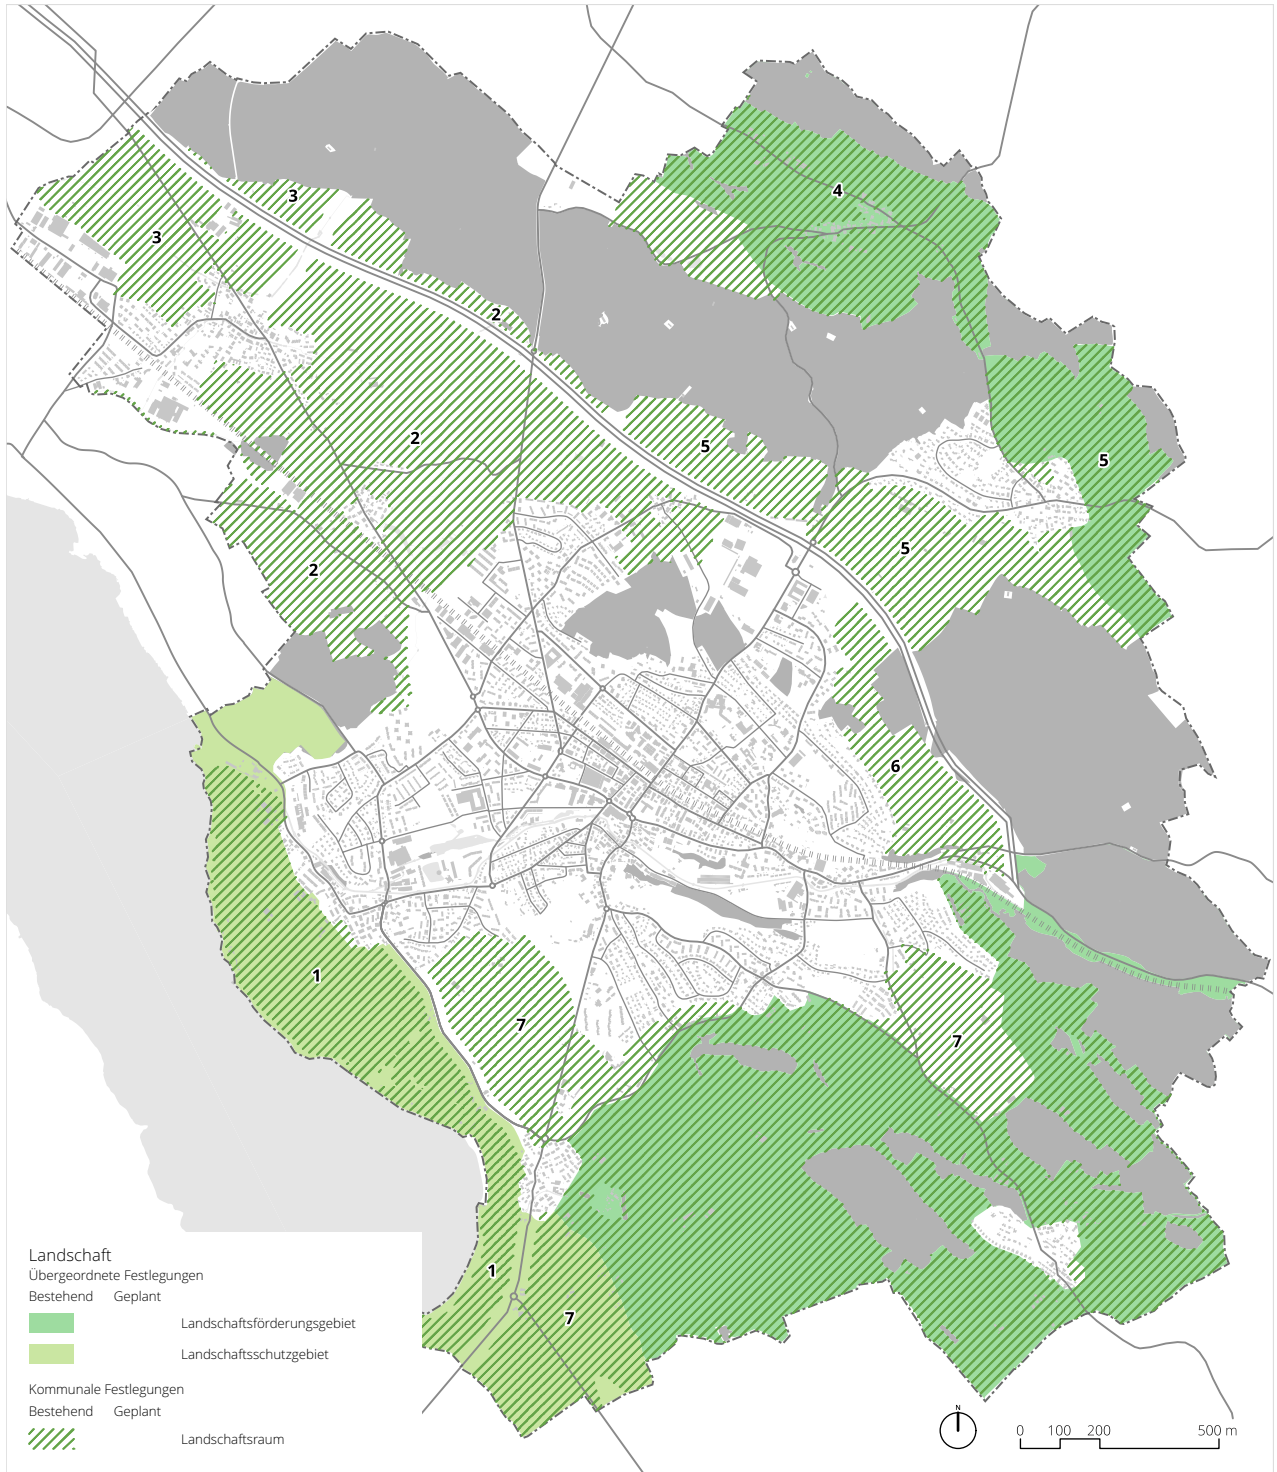 4
3
3
2
2
5
5
5
2
6
1
7
7
1
7
Landschaft
Übergeordnete Festlegungen
Bestehend Geplant
Landschaftsförderungsgebiet
Landschaftsschutzgebiet
Kommunale Festlegungen
Bestehend Geplant
Landschaftsraum
N
0 100 200 500 m